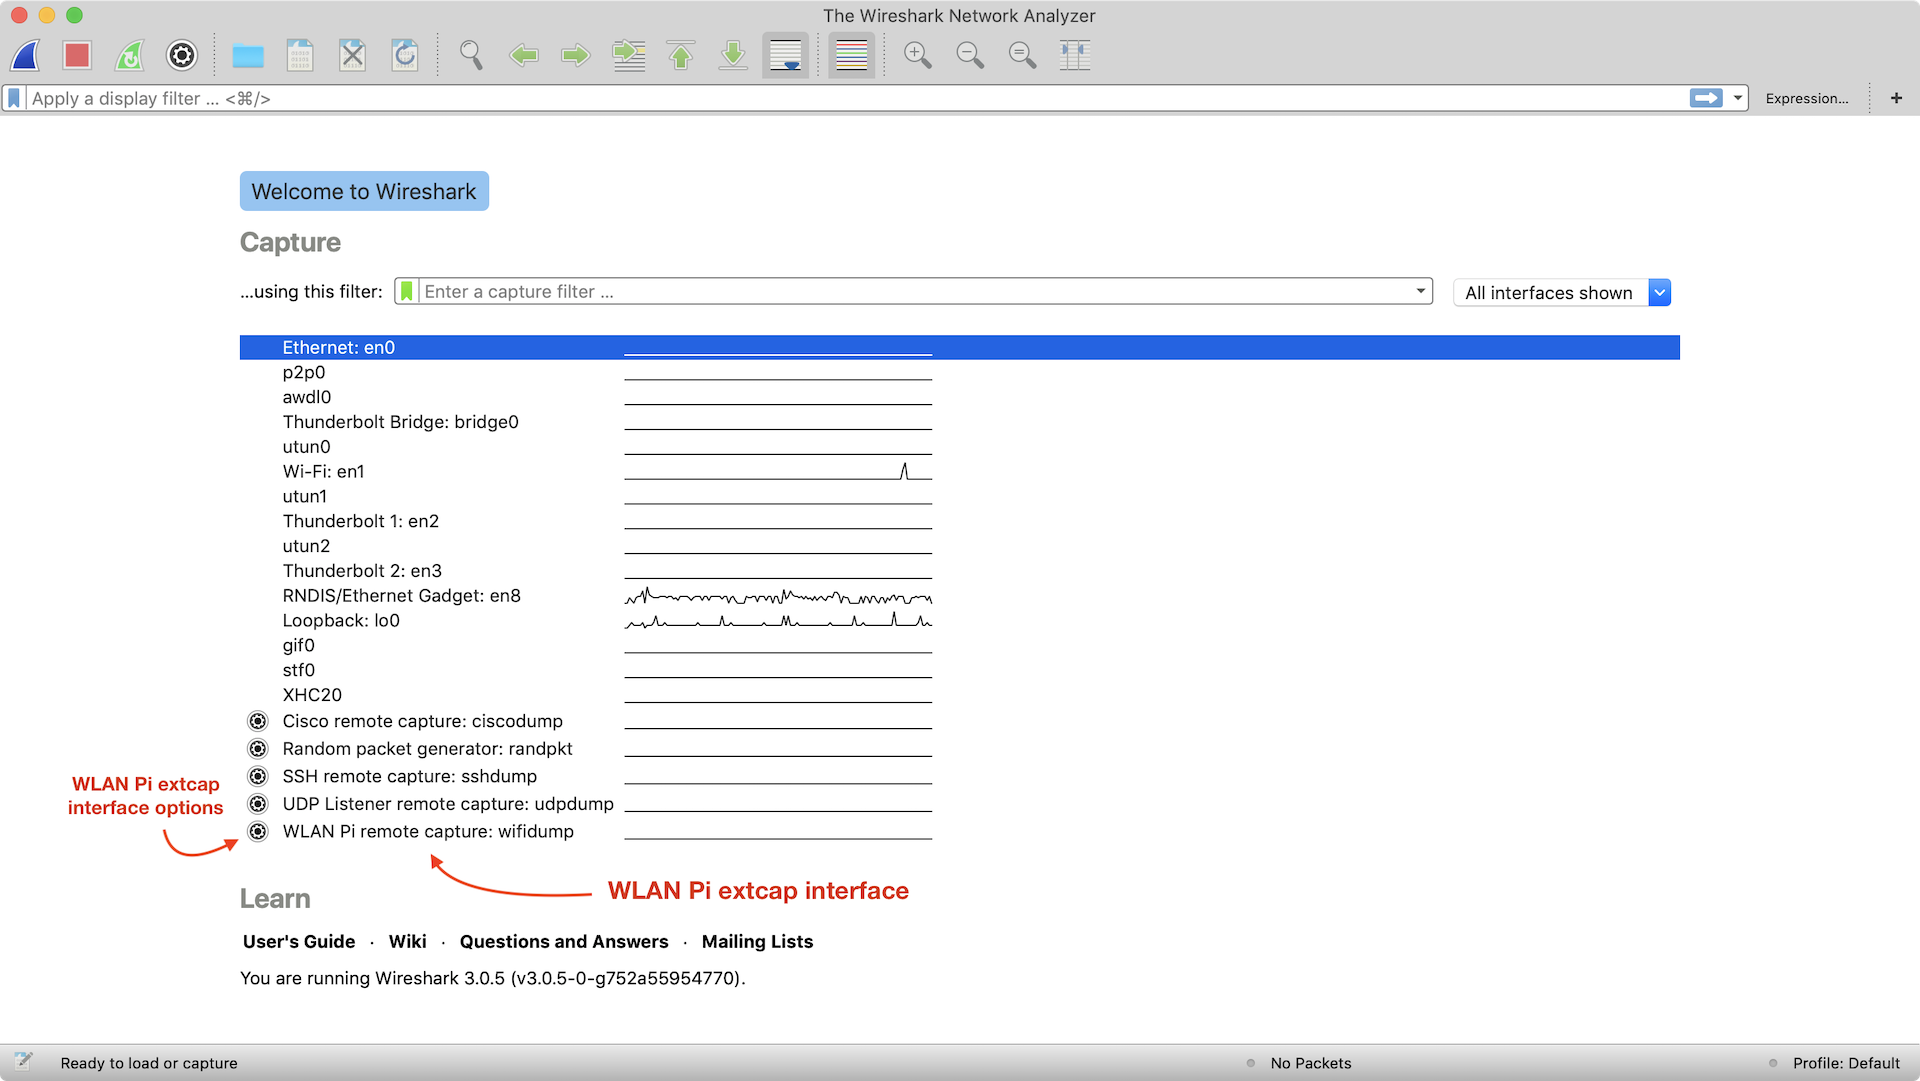 The Wireshark Network Analyzer
Apply a display filter ... <⌘/>
Expression...
+
Welcome to Wireshark
Capture
...using this filter:
Enter a capture filter ...
All interfaces shown
Ethernet: en0
p2p0
awdl0
Thunderbolt Bridge: bridge0
utun0
Wi-Fi: en1
utun1
Thunderbolt 1: en2
utun2
Thunderbolt 2: en3
RNDIS/Ethernet Gadget: en8
Loopback: lo0
gif0
stf0
XHC20
Cisco remote capture: ciscodump
Random packet generator: randpkt
SSH remote capture: sshdump
UDP Listener remote capture: udpdump
WLAN Pi remote capture: wifidump
WLAN Pi extcap
interface options
WLAN Pi extcap interface
Learn
User's Guide · Wiki · Questions and Answers · Mailing Lists
You are running Wireshark 3.0.5 (v3.0.5-0-g752a55954770).
Ready to load or capture
No Packets
Profile: Default